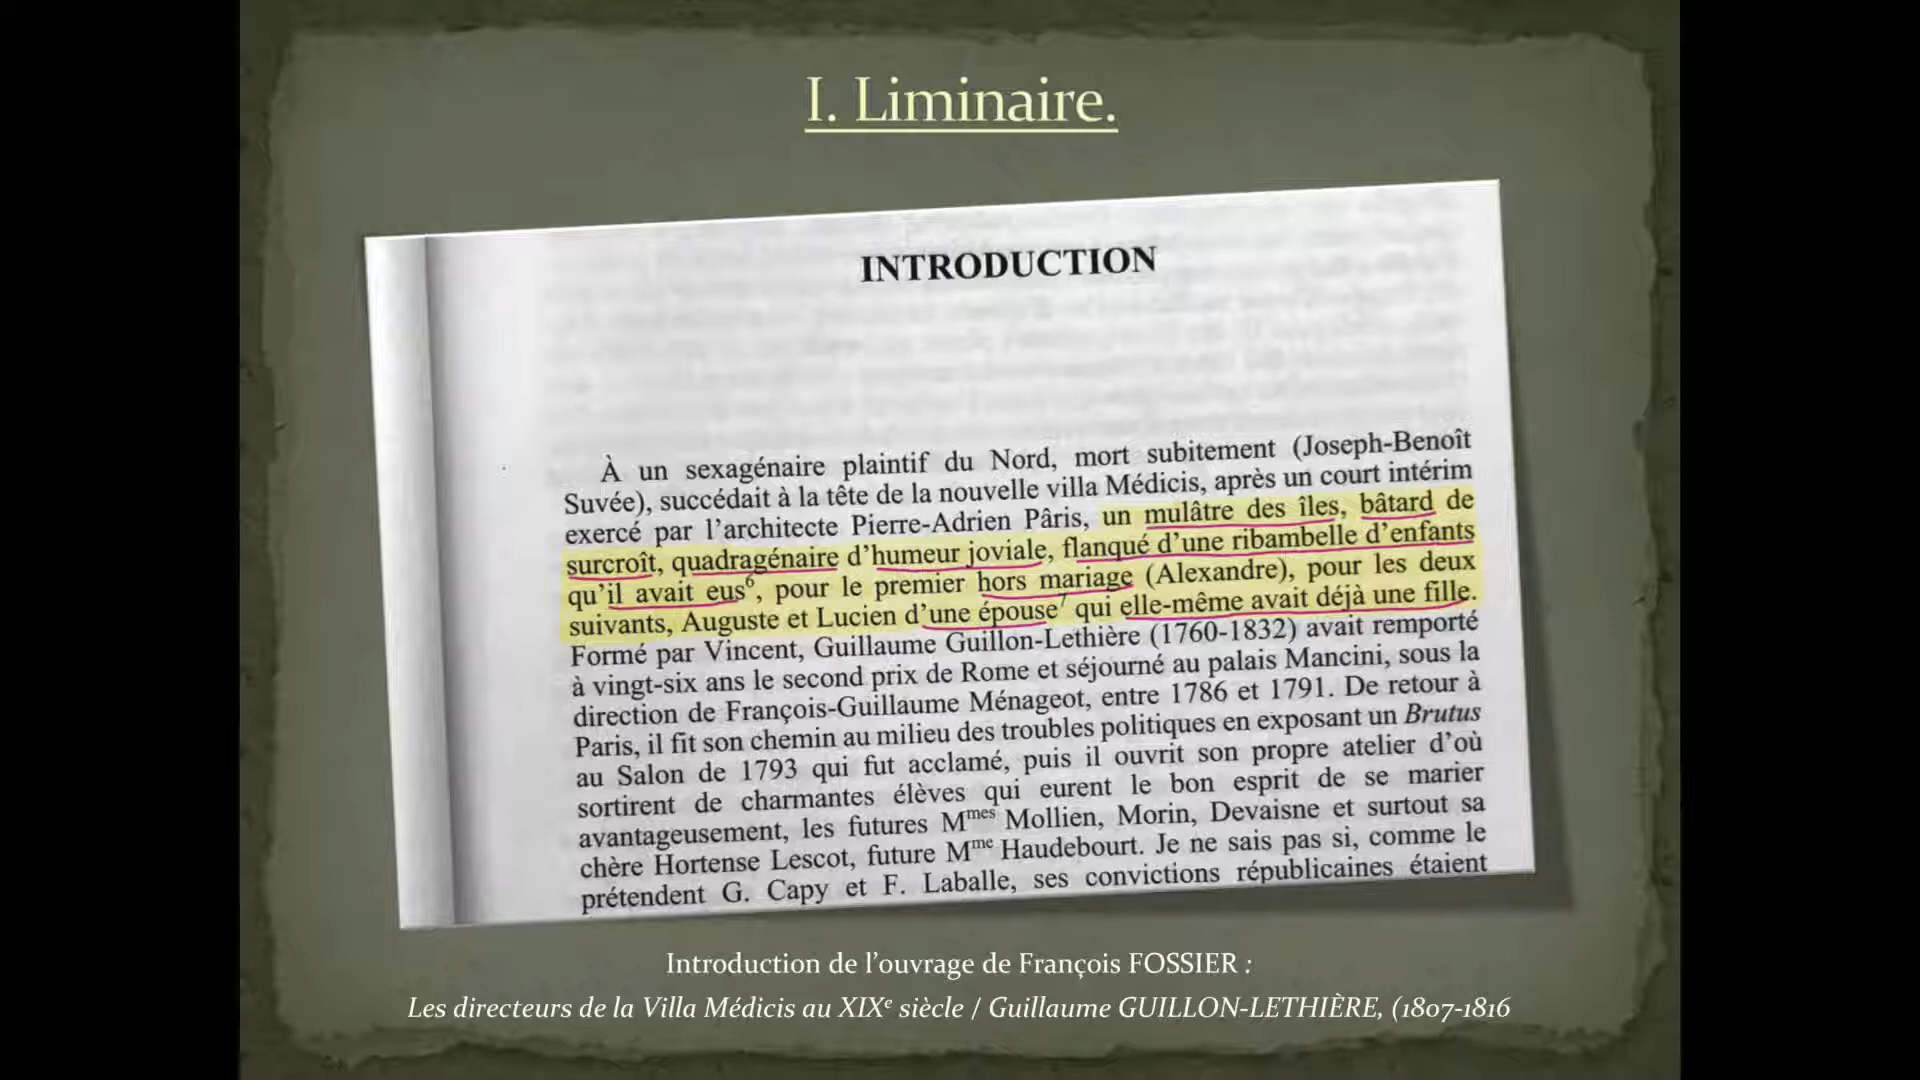 I. Liminaire.
INTRODUCTION
À un sexagénaire plaintif du Nord, mort subitement (Joseph-Benoît
Suvée), succédait à la tête de la nouvelle villa Médicis, après un court intérim
exercé par l'architecte Pierre-Adrien Pâris, un mulâtre des îles, bâtard de
surcroît, quadragénaire d'humeur joviale, flanqué d'une ribambelle d'enfants
qu'il avait eus⁶, pour le premier hors mariage (Alexandre), pour les deux
suivants, Auguste et Lucien d'une épouse⁷ qui elle-même avait déjà une fille.
Formé par Vincent, Guillaume Guillon-Lethière (1760-1832) avait remporté
à vingt-six ans le second prix de Rome et séjourné au palais Mancini, sous la
direction de François-Guillaume Ménageot, entre 1786 et 1791. De retour à
Paris, il fit son chemin au milieu des troubles politiques en exposant un Brutus
au Salon de 1793 qui fut acclamé, puis il ouvrit son propre atelier d'où
sortirent de charmantes élèves qui eurent le bon esprit de se marier
avantageusement, les futures Mmes Mollien, Morin, Devaisne et surtout sa
chère Hortense Lescot, future Mme Haudebourt. Je ne sais pas si, comme le
prétendent G. Capy et F. Laballe, ses convictions républicaines étaient
Introduction de l'ouvrage de François FOSSIER :
Les directeurs de la Villa Médicis au XIXe siècle / Guillaume GUILLON-LETHIÈRE, (1807-1816